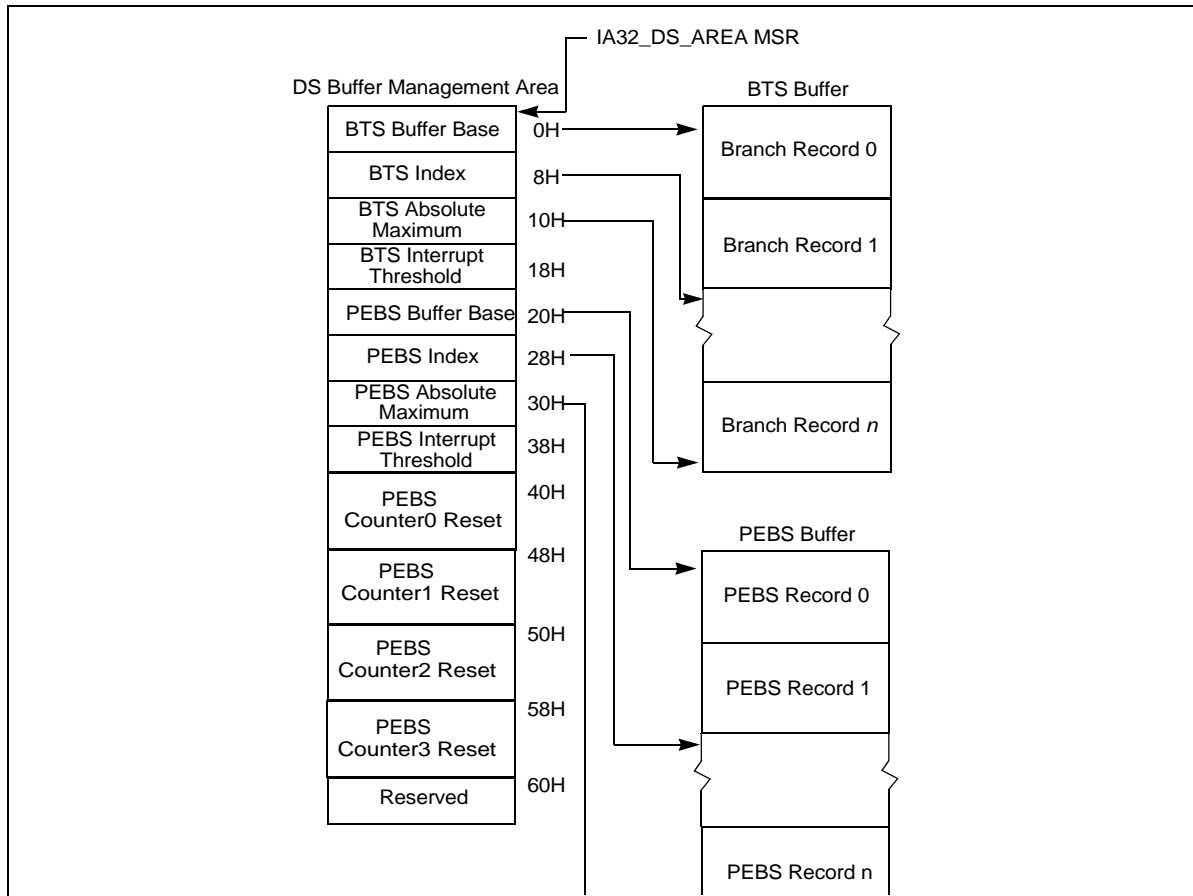 IA32_DS_AREA MSR
DS Buffer Management Area
BTS Buffer Base
0H
BTS Index
8H
BTS Absolute
Maximum
10H
BTS Interrupt
Threshold
18H
PEBS Buffer Base
20H
PEBS Index
28H
PEBS Absolute
Maximum
30H
PEBS Interrupt
Threshold
38H
PEBS
Counter0 Reset
40H
PEBS
Counter1 Reset
48H
PEBS
Counter2 Reset
50H
PEBS
Counter3 Reset
58H
Reserved
60H
BTS Buffer
Branch Record 0
Branch Record 1
Branch Record n
PEBS Buffer
PEBS Record 0
PEBS Record 1
PEBS Record n